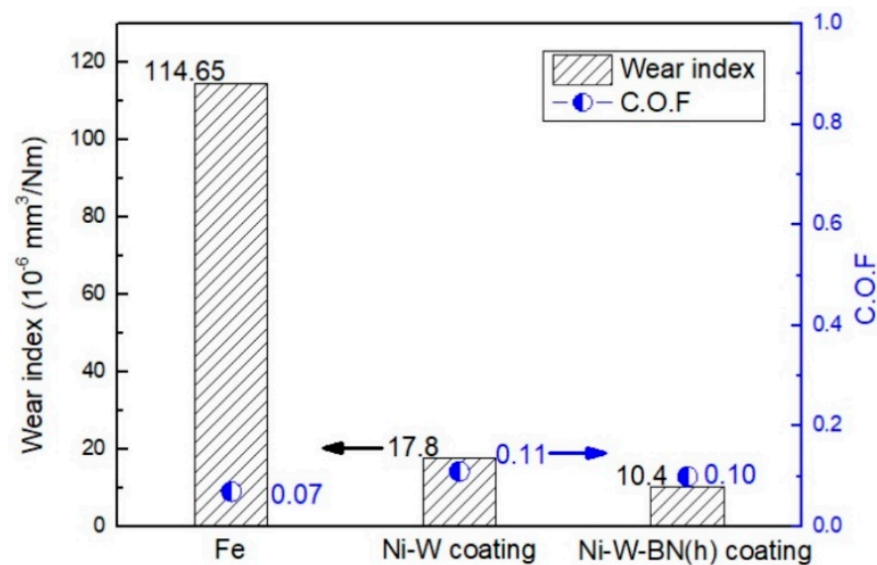 Wear index (10⁻⁶ mm³/Nm)
120
100
80
60
40
20
0
114.65
0.07
17.8
0.11
10.4
0.10
Wear index
C.O.F
1.0
0.8
0.6
0.4
0.2
0.0
C.O.F
Fe
Ni-W coating
Ni-W-BN(h) coating